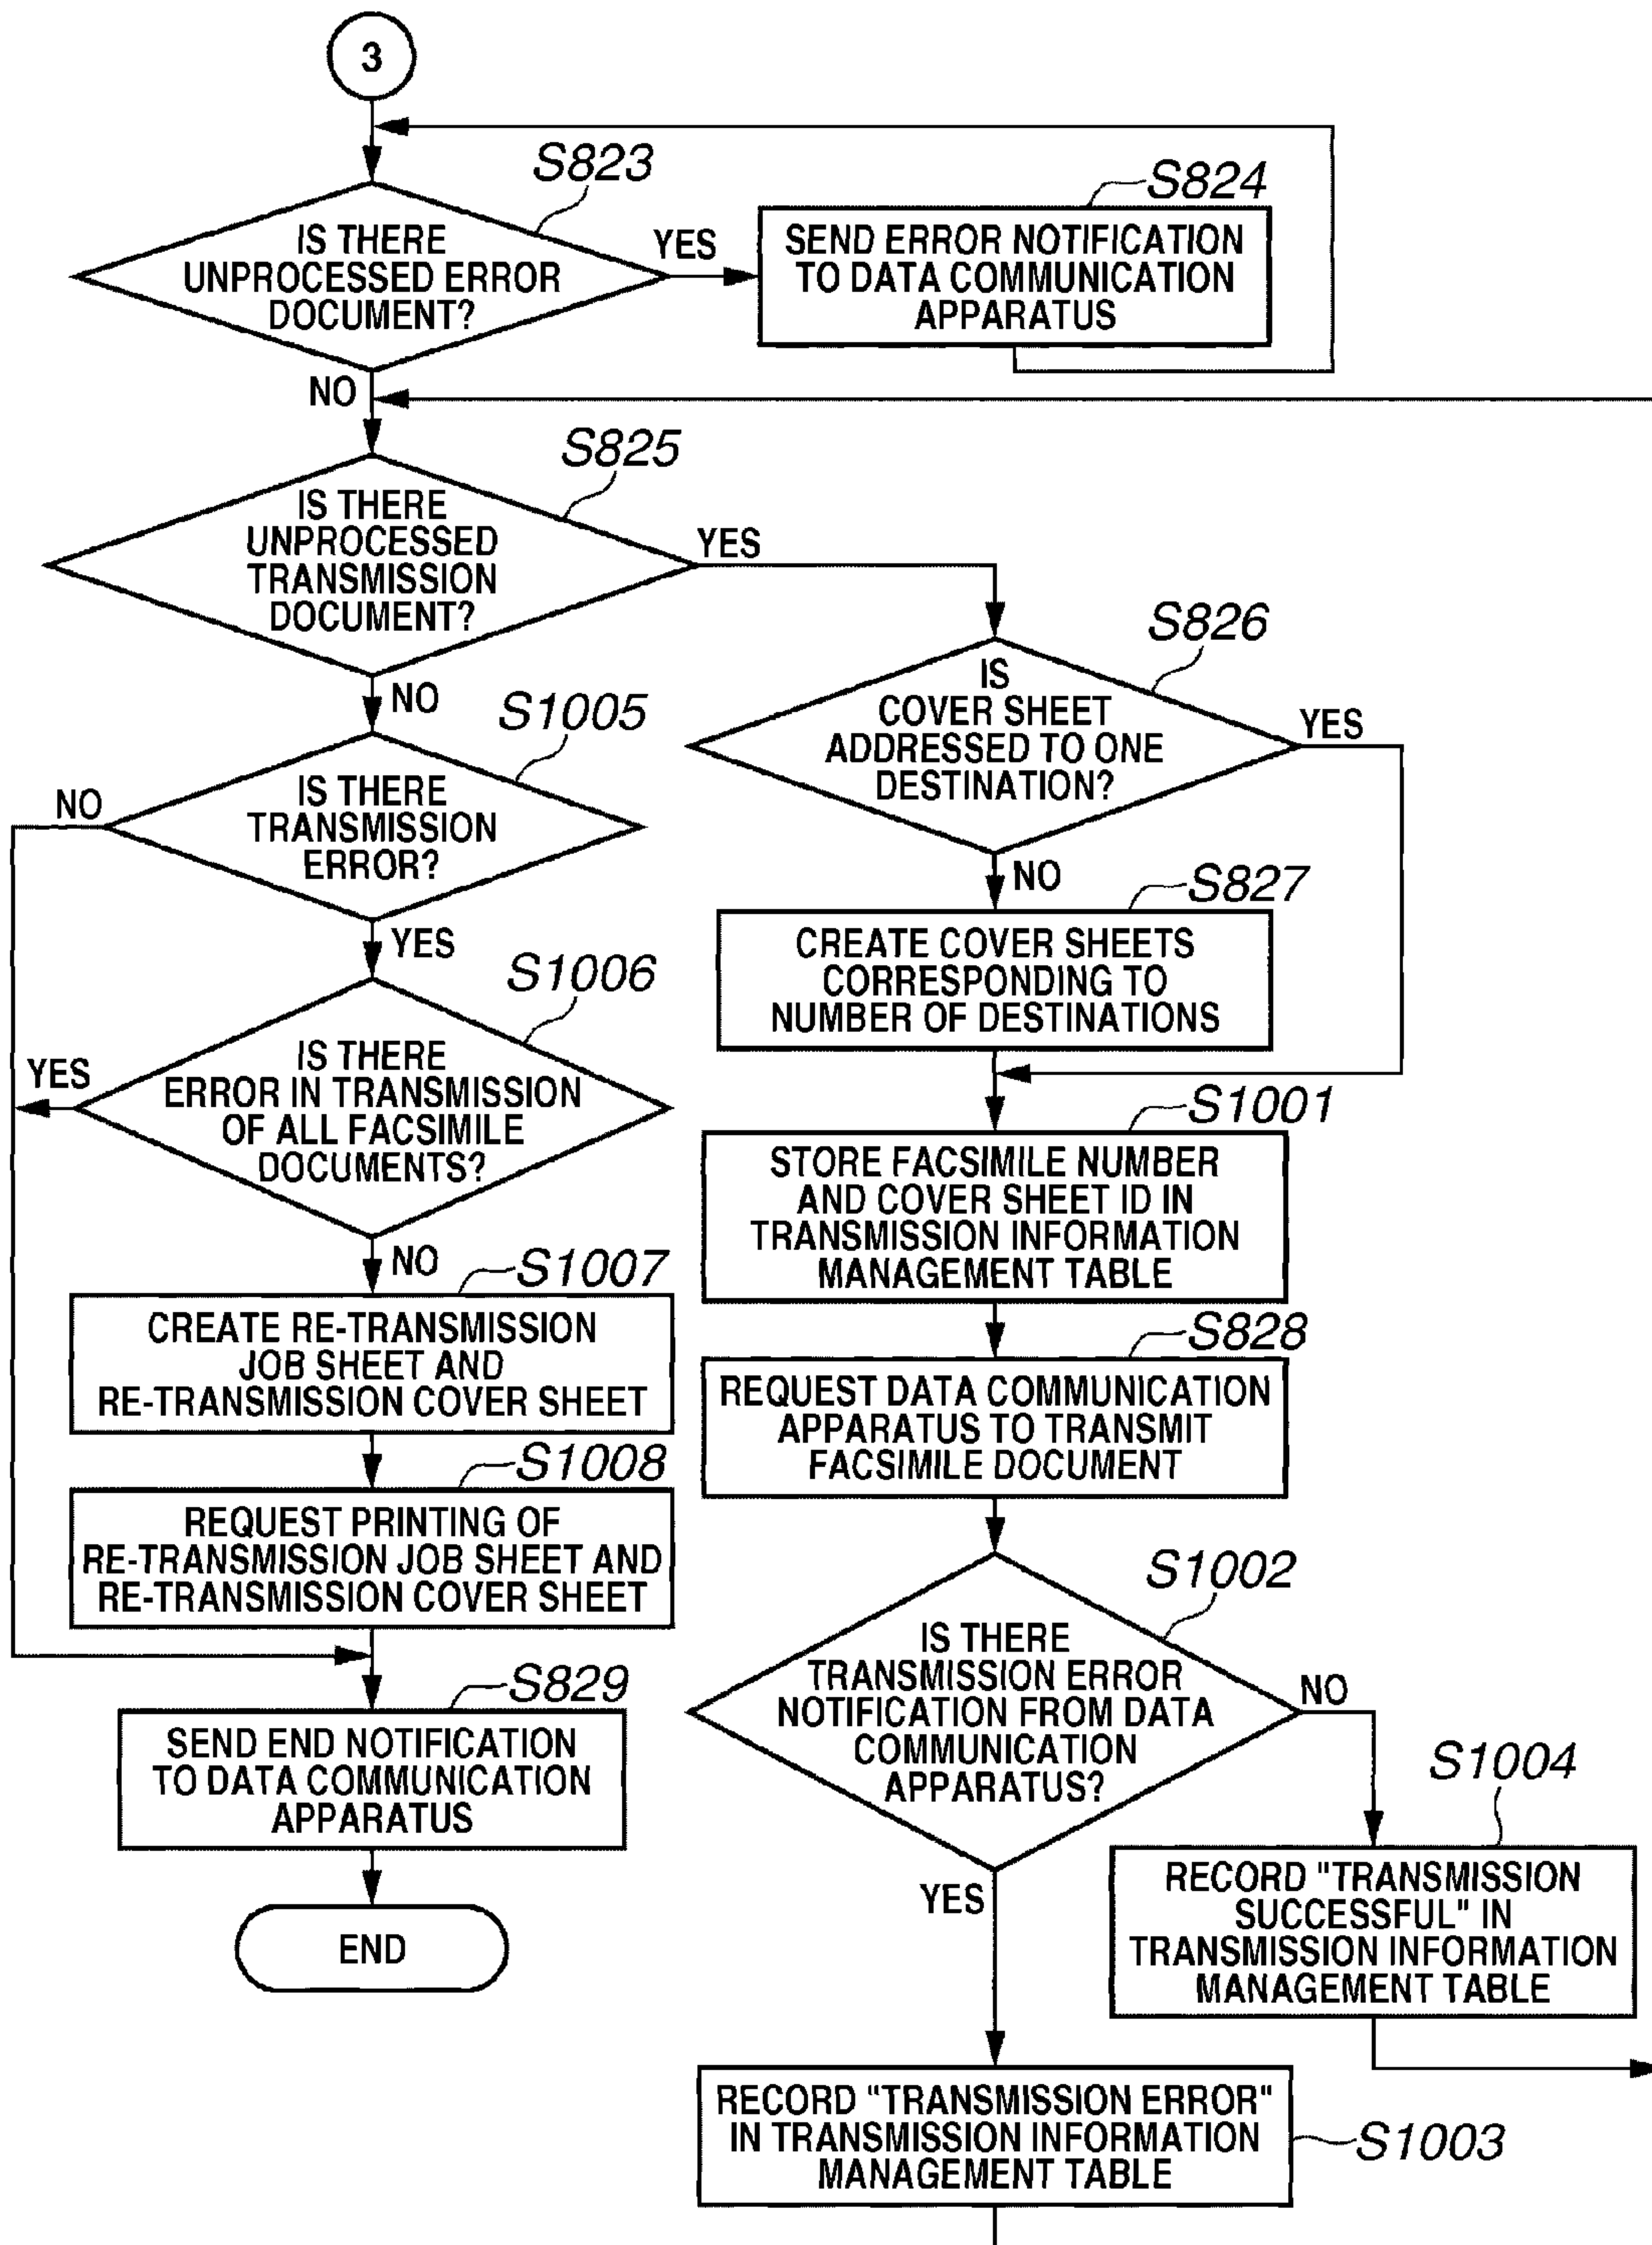 3
S823
IS THERE
UNPROCESSED ERROR
DOCUMENT?
YES
S824
SEND ERROR NOTIFICATION
TO DATA COMMUNICATION
APPARATUS
NO
S825
IS THERE
UNPROCESSED
TRANSMISSION
DOCUMENT?
YES
NO
S826
IS
COVER SHEET
ADDRESSED TO ONE
DESTINATION?
YES
NO
S827
CREATE COVER SHEETS
CORRESPONDING TO
NUMBER OF DESTINATIONS
S1005
IS THERE
TRANSMISSION
ERROR?
NO
YES
S1006
IS THERE
ERROR IN TRANSMISSION
OF ALL FACSIMILE
DOCUMENTS?
YES
NO
S1007
CREATE RE-TRANSMISSION
JOB SHEET AND
RE-TRANSMISSION COVER SHEET
S1008
REQUEST PRINTING OF
RE-TRANSMISSION JOB SHEET AND
RE-TRANSMISSION COVER SHEET
S829
SEND END NOTIFICATION
TO DATA COMMUNICATION
APPARATUS
END
S1001
STORE FACSIMILE NUMBER
AND COVER SHEET ID IN
TRANSMISSION INFORMATION
MANAGEMENT TABLE
S828
REQUEST DATA COMMUNICATION
APPARATUS TO TRANSMIT
FACSIMILE DOCUMENT
S1002
IS THERE
TRANSMISSION ERROR
NOTIFICATION FROM DATA
COMMUNICATION
APPARATUS?
NO
YES
S1004
RECORD "TRANSMISSION
SUCCESSFUL" IN
TRANSMISSION INFORMATION
MANAGEMENT TABLE
RECORD "TRANSMISSION ERROR"
IN TRANSMISSION INFORMATION
MANAGEMENT TABLE
S1003